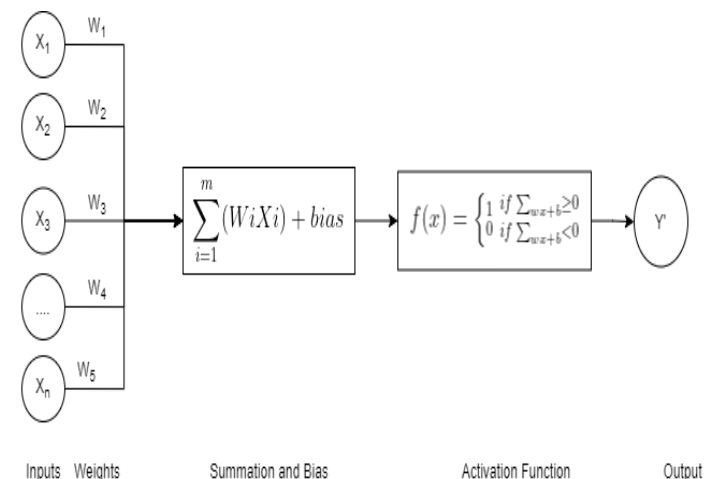 X₁ W₁
X₂ W₂
X₃ W₃
.... W₄
Xₙ W₅
m
∑ (WiXi) + bias
i=1
f(x) = {1 if ∑wx+b≥0
0 if ∑wx+b<0
Y'
Inputs Weights Summation and Bias Activation Function Output